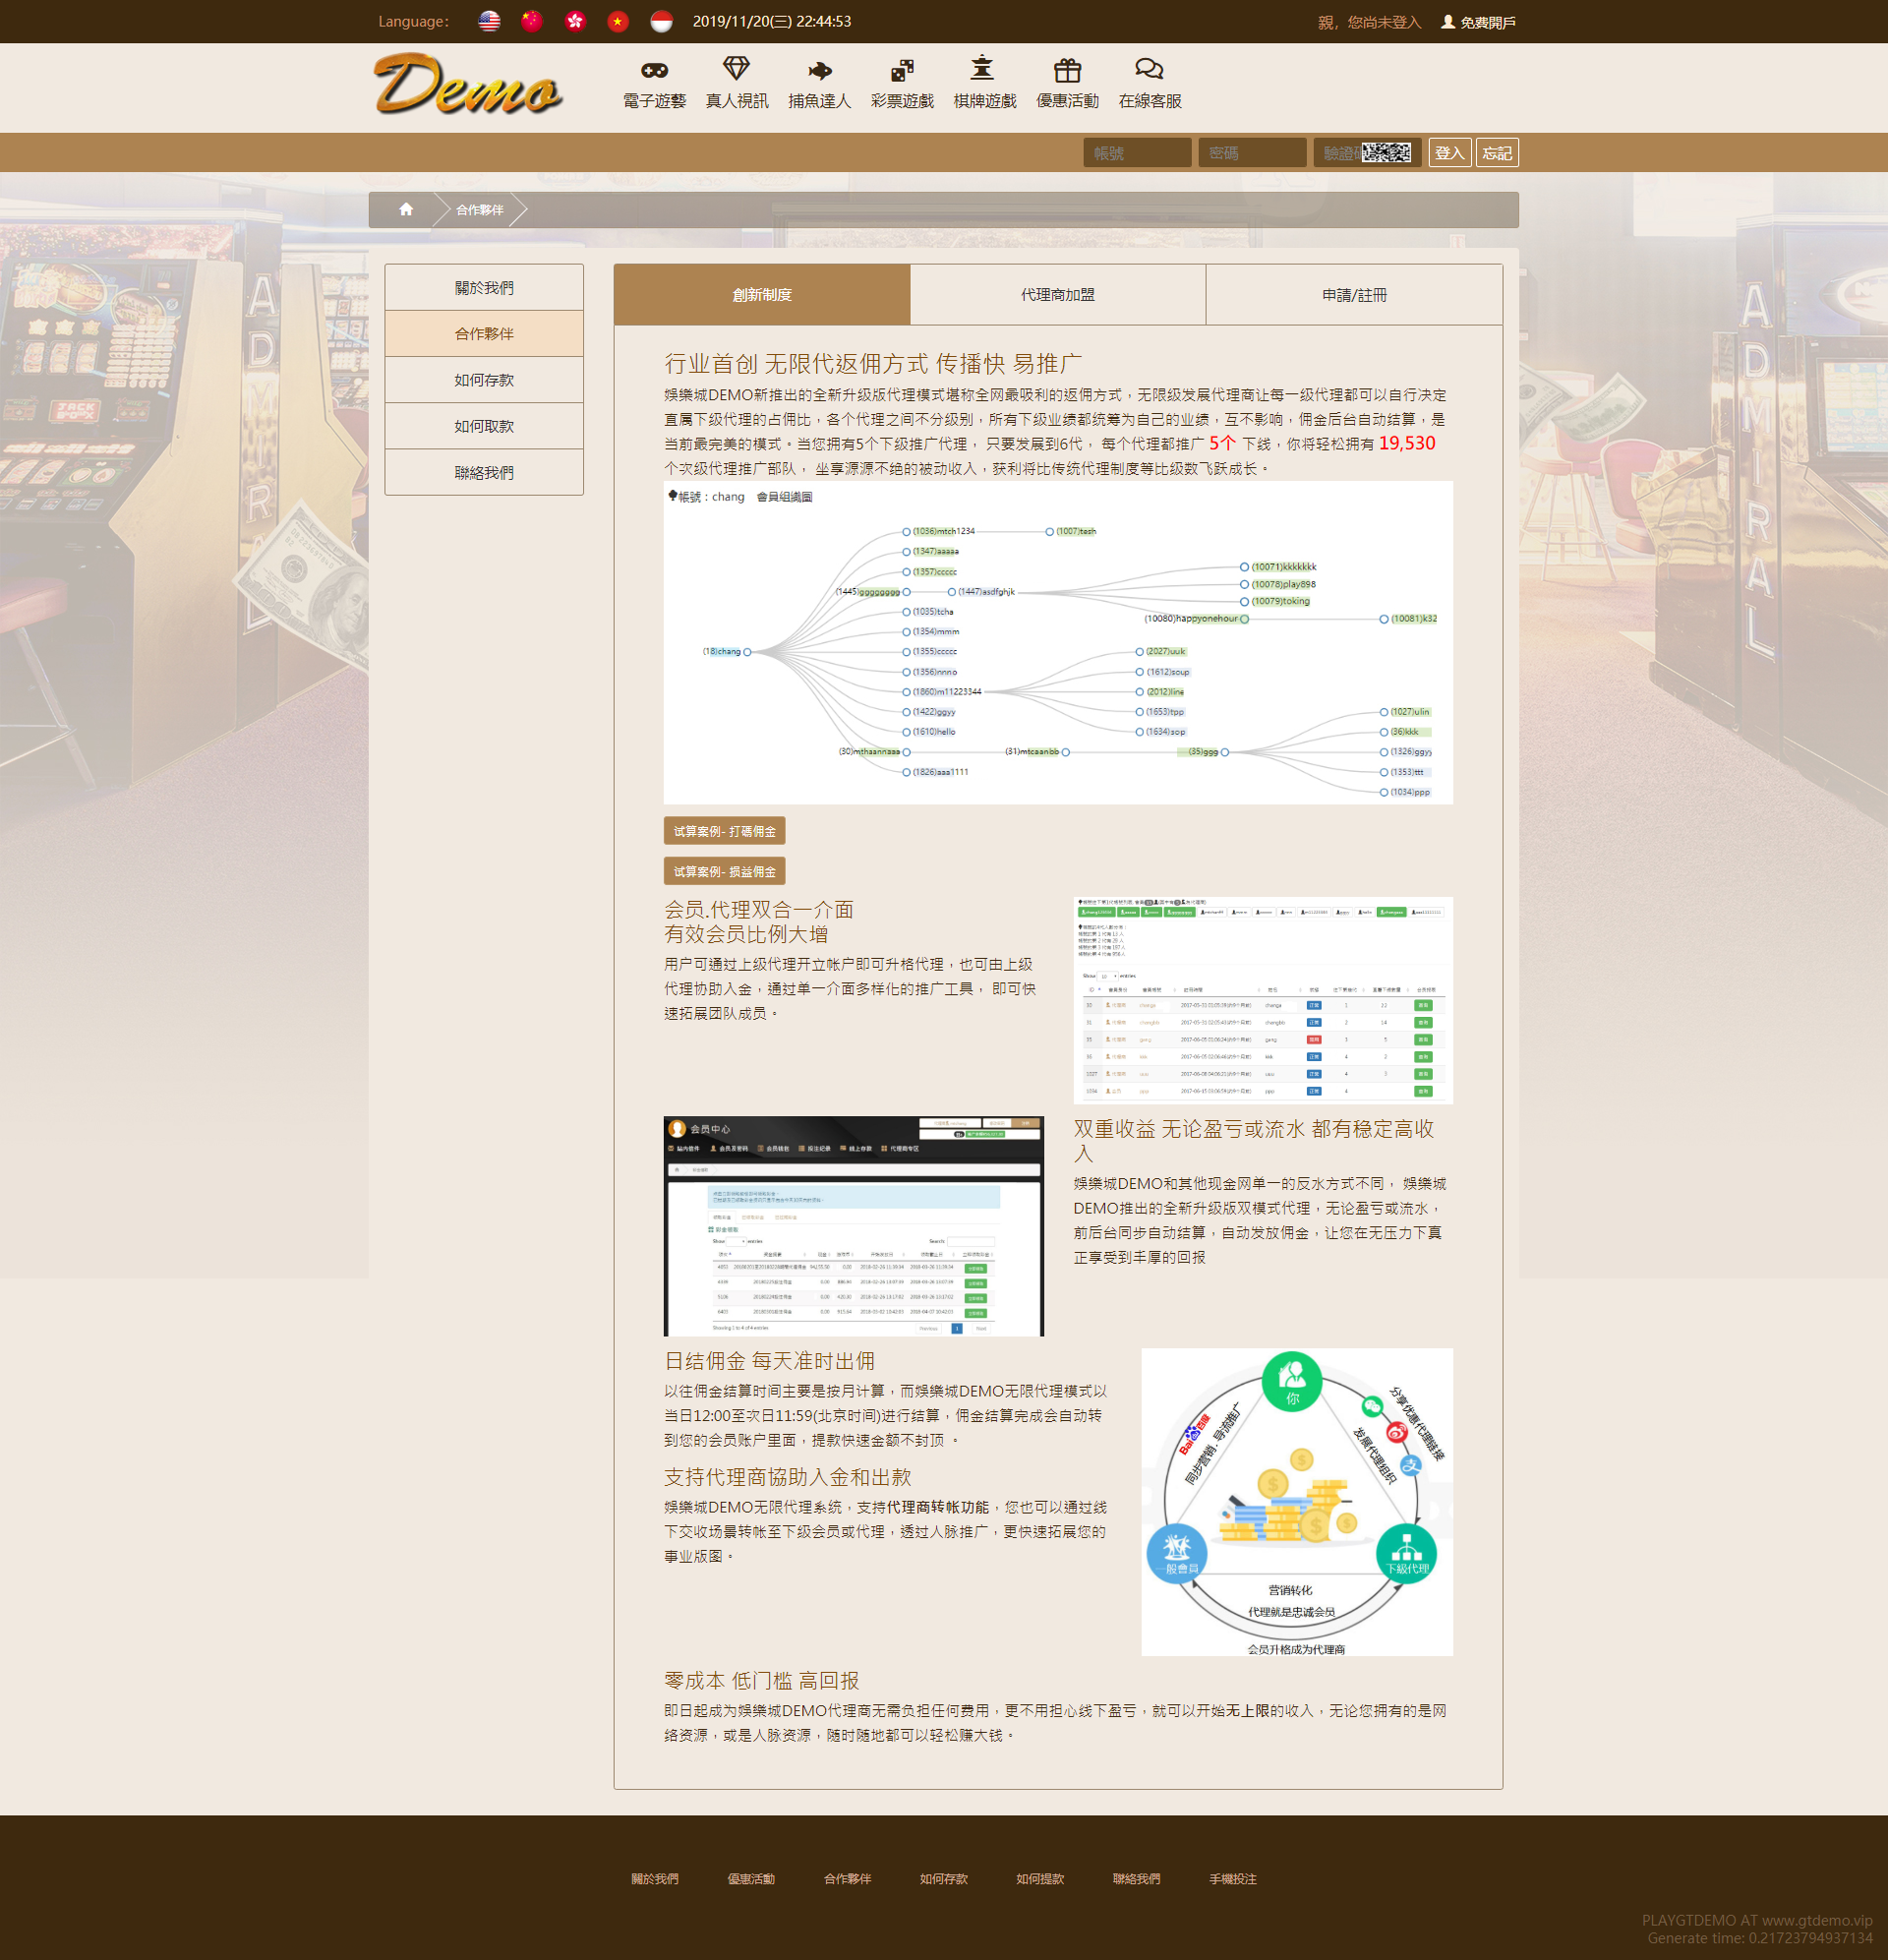 Language：
2019/11/20(三) 22:44:53
親，您尚未登入
免費開戶
Demo
電子遊藝
真人視訊
捕魚達人
彩票遊戲
棋牌遊戲
優惠活動
在線客服
帳號
密碼
登入
忘記
合作夥伴
關於我們
合作夥伴
如何存款
如何取款
聯絡我們
創新制度
代理商加盟
申請/註冊
行业首创 无限代返佣方式 传播快 易推广
娛樂城DEMO新推出的全新升级版代理模式堪称全网最吸利的返佣方式，无限级发展代理商让每一级代理都可以自行决定
直属下级代理的占佣比，各个代理之间不分级别，所有下级业绩都统筹为自己的业绩，互不影响，佣金后台自动结算，是
当前最完美的模式。当您拥有5个下级推广代理， 只要发展到6代， 每个代理都推广 5个 下线，你将轻松拥有 19,530
个次级代理推广部队， 坐享源源不绝的被动收入，获利将比传统代理制度等比级数飞跃成长。
帳號：chang 會員组織圖
(1036)mtch1234
(1007)tesh
(1347)aaaaa
(1357)ccccc
(10071)kkkkkkk
(10078)play898
(1445)gggggggg
(1447)asdfghjk
(10079)toking
(1035)tcha
(10080)happyonehour
(10081)k32
(1354)mmm
(18)chang
(1355)ccccc
(2027)uuk
(1356)nnno
(1612)soup
(1860)m11223344
(2012)line
(1422)ggyy
(1653)tpp
(1027)ulin
(1610)hello
(1634)sop
(36)kkk
(30)mthaannaaa
(31)mtcaanbb
(35)ggg
(1326)ggyy
(1826)aaa1111
(1353)ttt
(1034)ppp
试算案例- 打碼佣金
试算案例- 损益佣金
会员.代理双合一介面
有效会员比例大增
用户可通过上级代理开立帐户即可升格代理，也可由上级
代理协助入金，通过单一介面多样化的推广工具， 即可快
速拓展团队成员。
会员中心
双重收益 无论盈亏或流水 都有稳定高收
入
娛樂城DEMO和其他现金网单一的反水方式不同， 娛樂城
DEMO推出的全新升级版双模式代理，无论盈亏或流水，
前后台同步自动结算，自动发放佣金，让您在无压力下真
正享受到丰厚的回报
日结佣金 每天准时出佣
以往佣金结算时间主要是按月计算，而娛樂城DEMO无限代理模式以
当日12:00至次日11:59(北京时间)进行结算，佣金结算完成会自动转
到您的会员账户里面，提款快速金额不封顶 。
支持代理商協助入金和出款
娛樂城DEMO无限代理系统，支持代理商转帐功能，您也可以通过线
下交收场景转帐至下级会员或代理，透过人脉推广，更快速拓展您的
事业版图。
你
Bai百度
同步营销. 导流推广
分享优惠代理链接
发展代理组织
一般會員
下級代理
营销转化
代理就是忠诚会员
会员升格成为代理商
零成本 低门槛 高回报
即日起成为娛樂城DEMO代理商无需负担任何费用，更不用担心线下盈亏，就可以开始无上限的收入，无论您拥有的是网
络资源，或是人脉资源，随时随地都可以轻松赚大钱。
關於我們
優惠活動
合作夥伴
如何存款
如何提款
聯絡我們
手機投注
PLAYGTDEMO AT www.gtdemo.vip
Generate time: 0.21723794937134